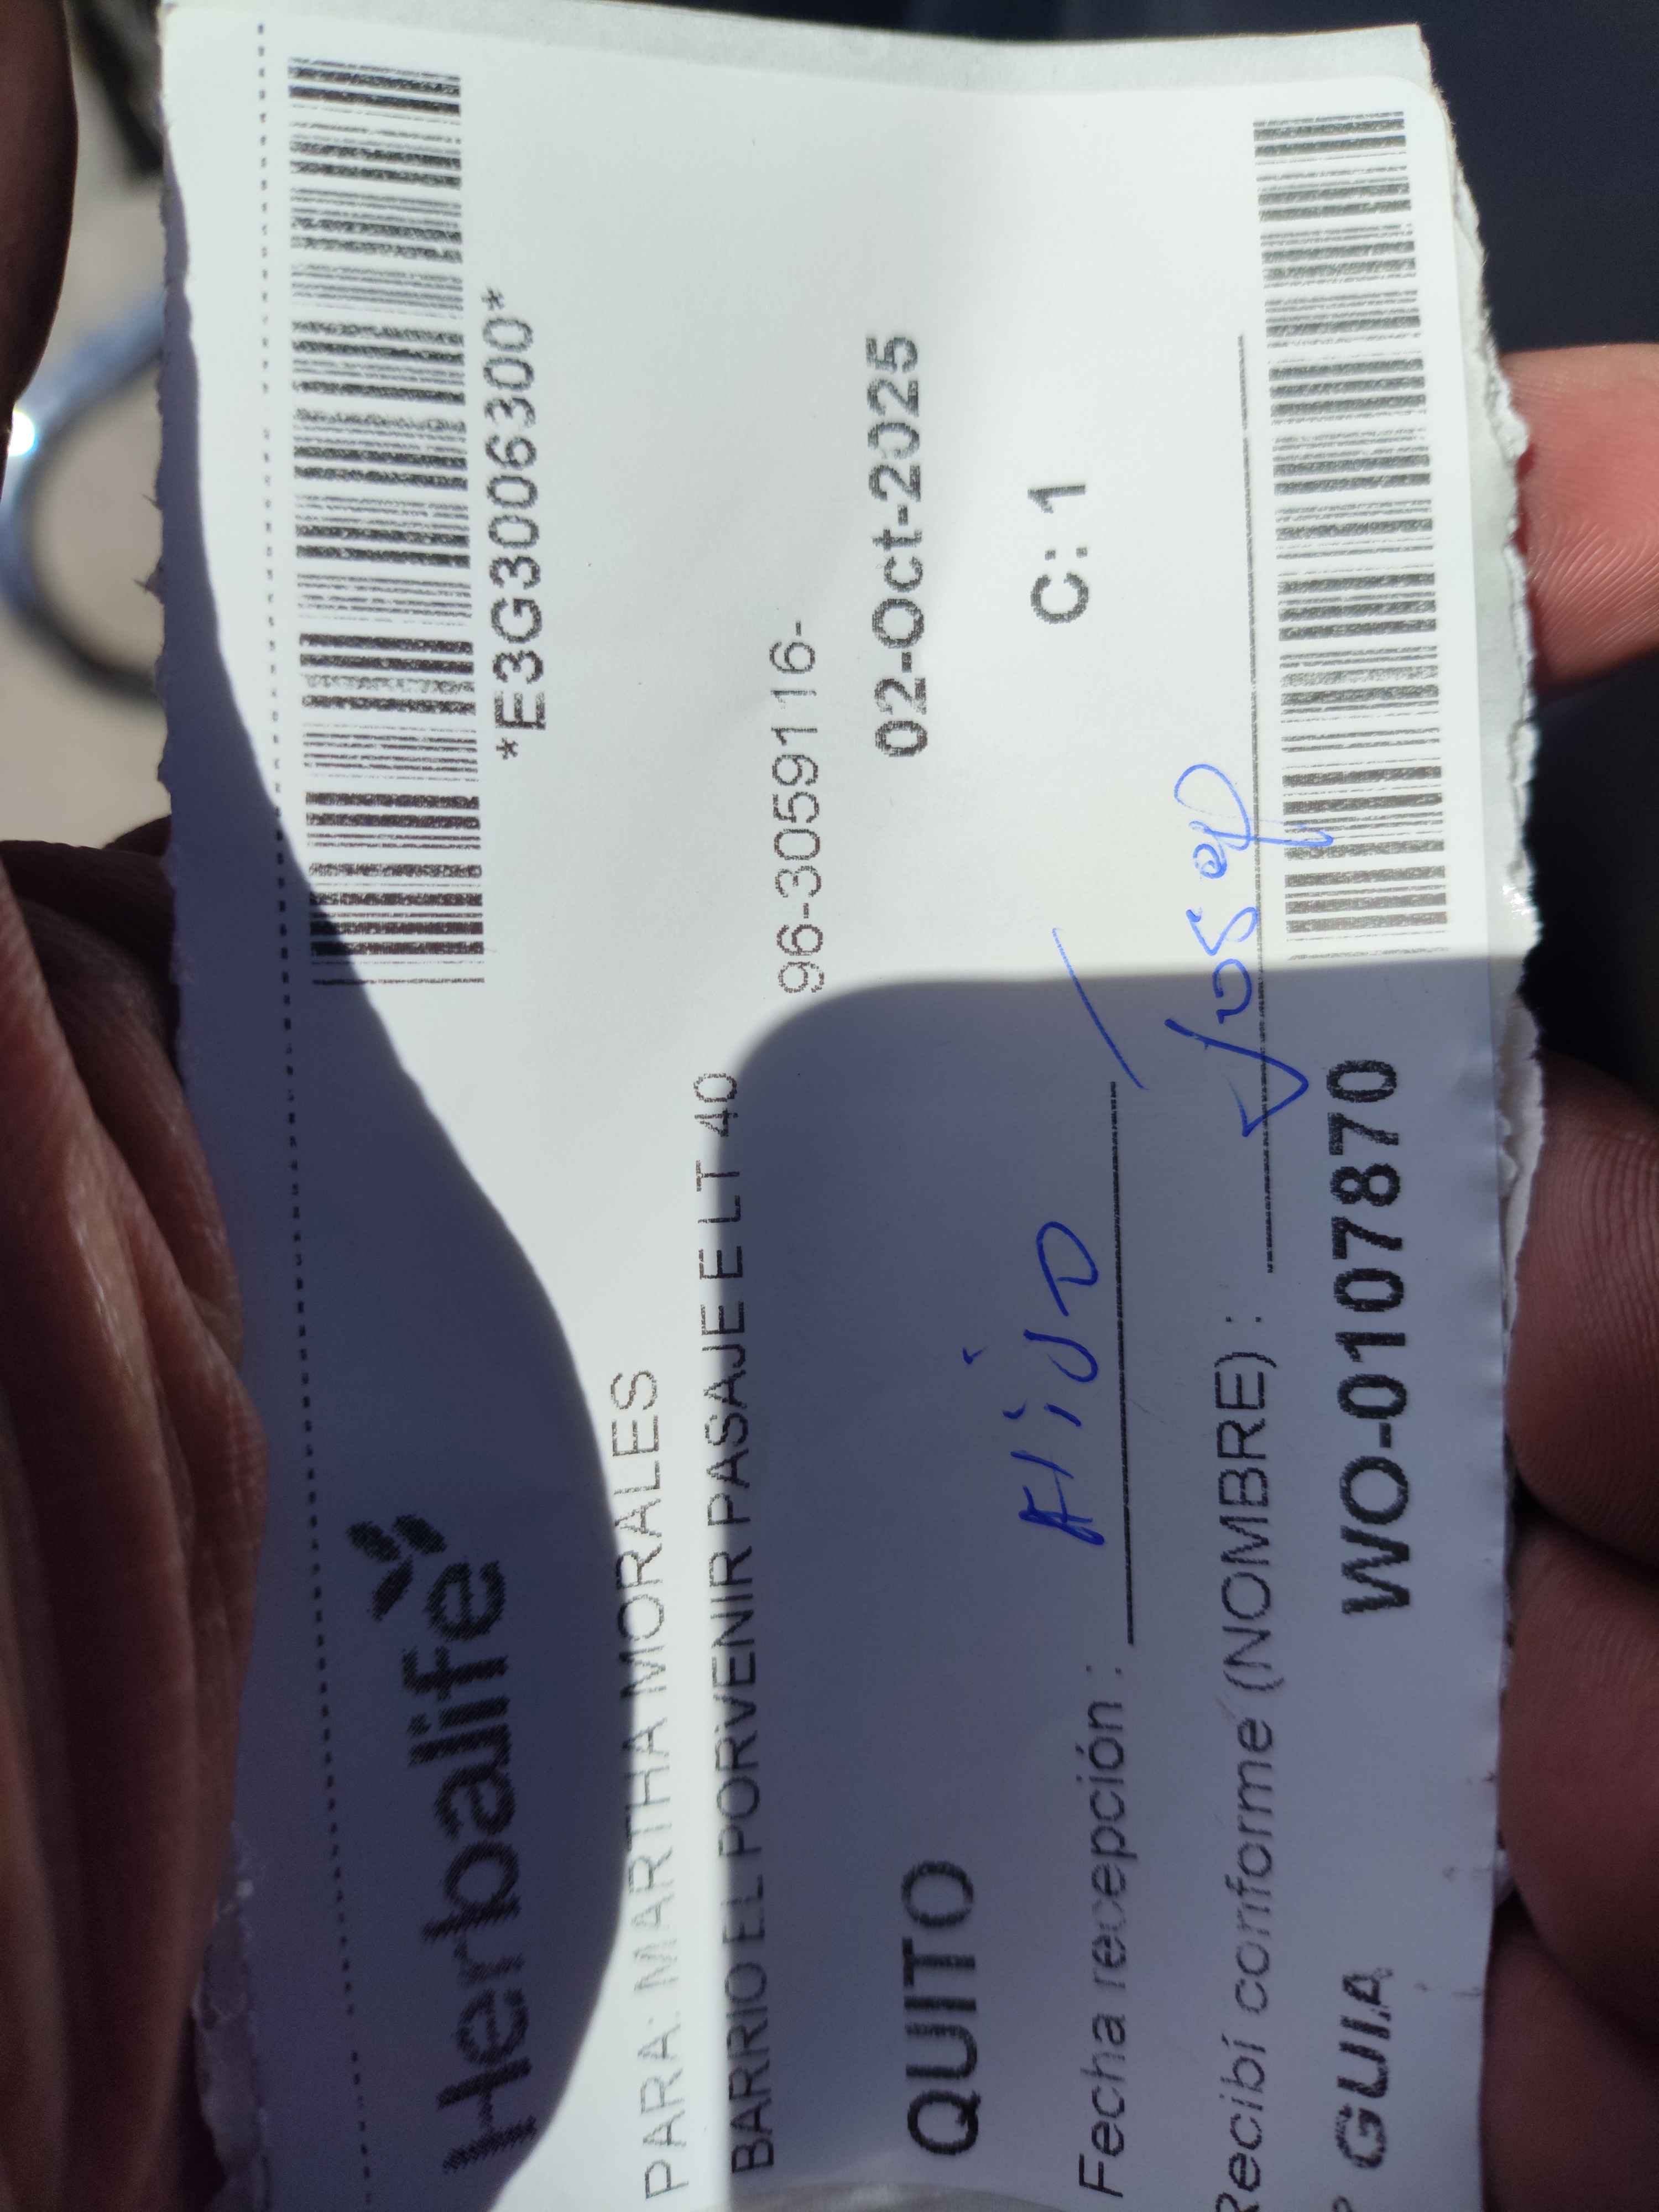 Herbalife
*E3G3006300*
PARA: MARTHA MORALES
BARRIO EL PORVENIR PASAJE E LT 40
96-3059116-
QUITO
02-Oct-2025
Fecha recepción : Hijo
C: 1
Recibí conforme (NOMBRE) : Josep
GUIA WO-0107870